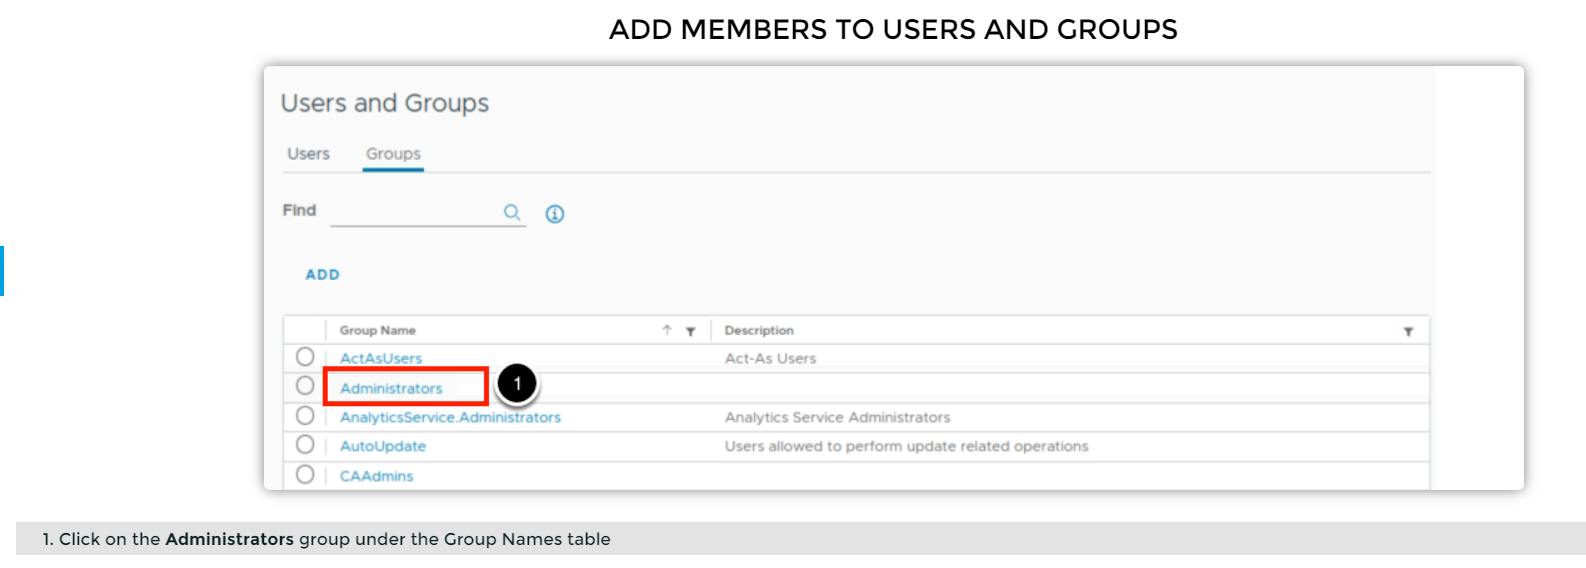 ADD MEMBERS TO USERS AND GROUPS
Users and Groups
Users Groups
Find
ADD
Group Name Description
ActAsUsers Act-As Users
Administrators 1
AnalyticsService.Administrators Analytics Service Administrators
AutoUpdate Users allowed to perform update related operations
CAAdmins
1. Click on the Administrators group under the Group Names table